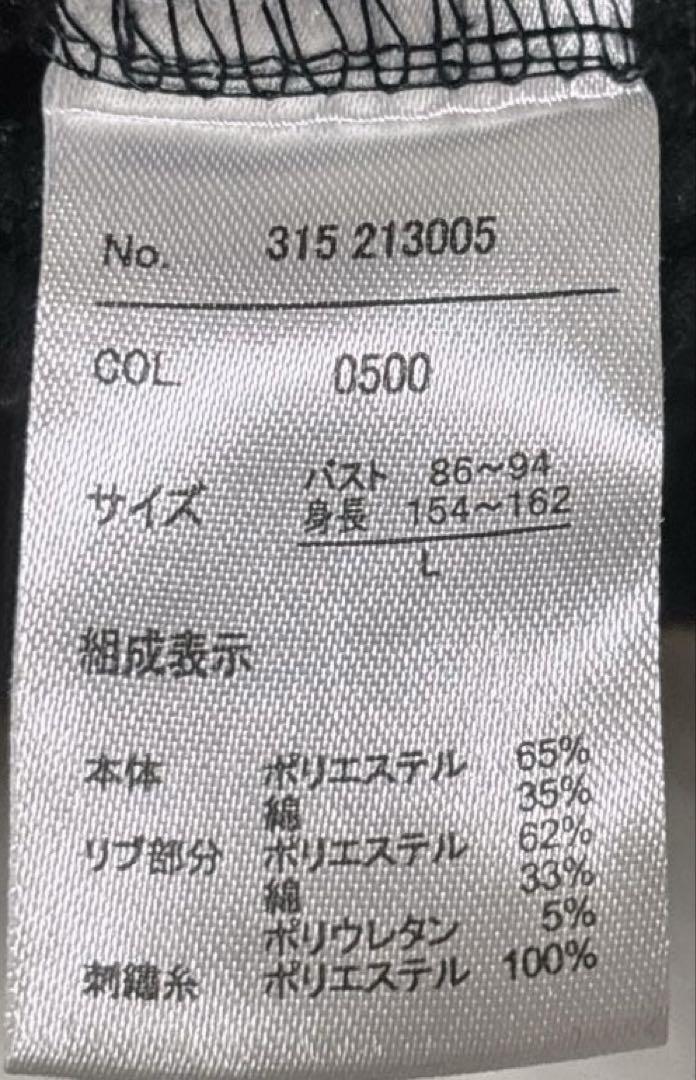 No. 315 213005
COL 0500
サイズ バスト 86～94
身長 154～162
L
組成表示
本体 ポリエステル 65%
綿 35%
リブ部分 ポリエステル 62%
綿 33%
ポリウレタン 5%
刺繍糸 ポリエステル 100%